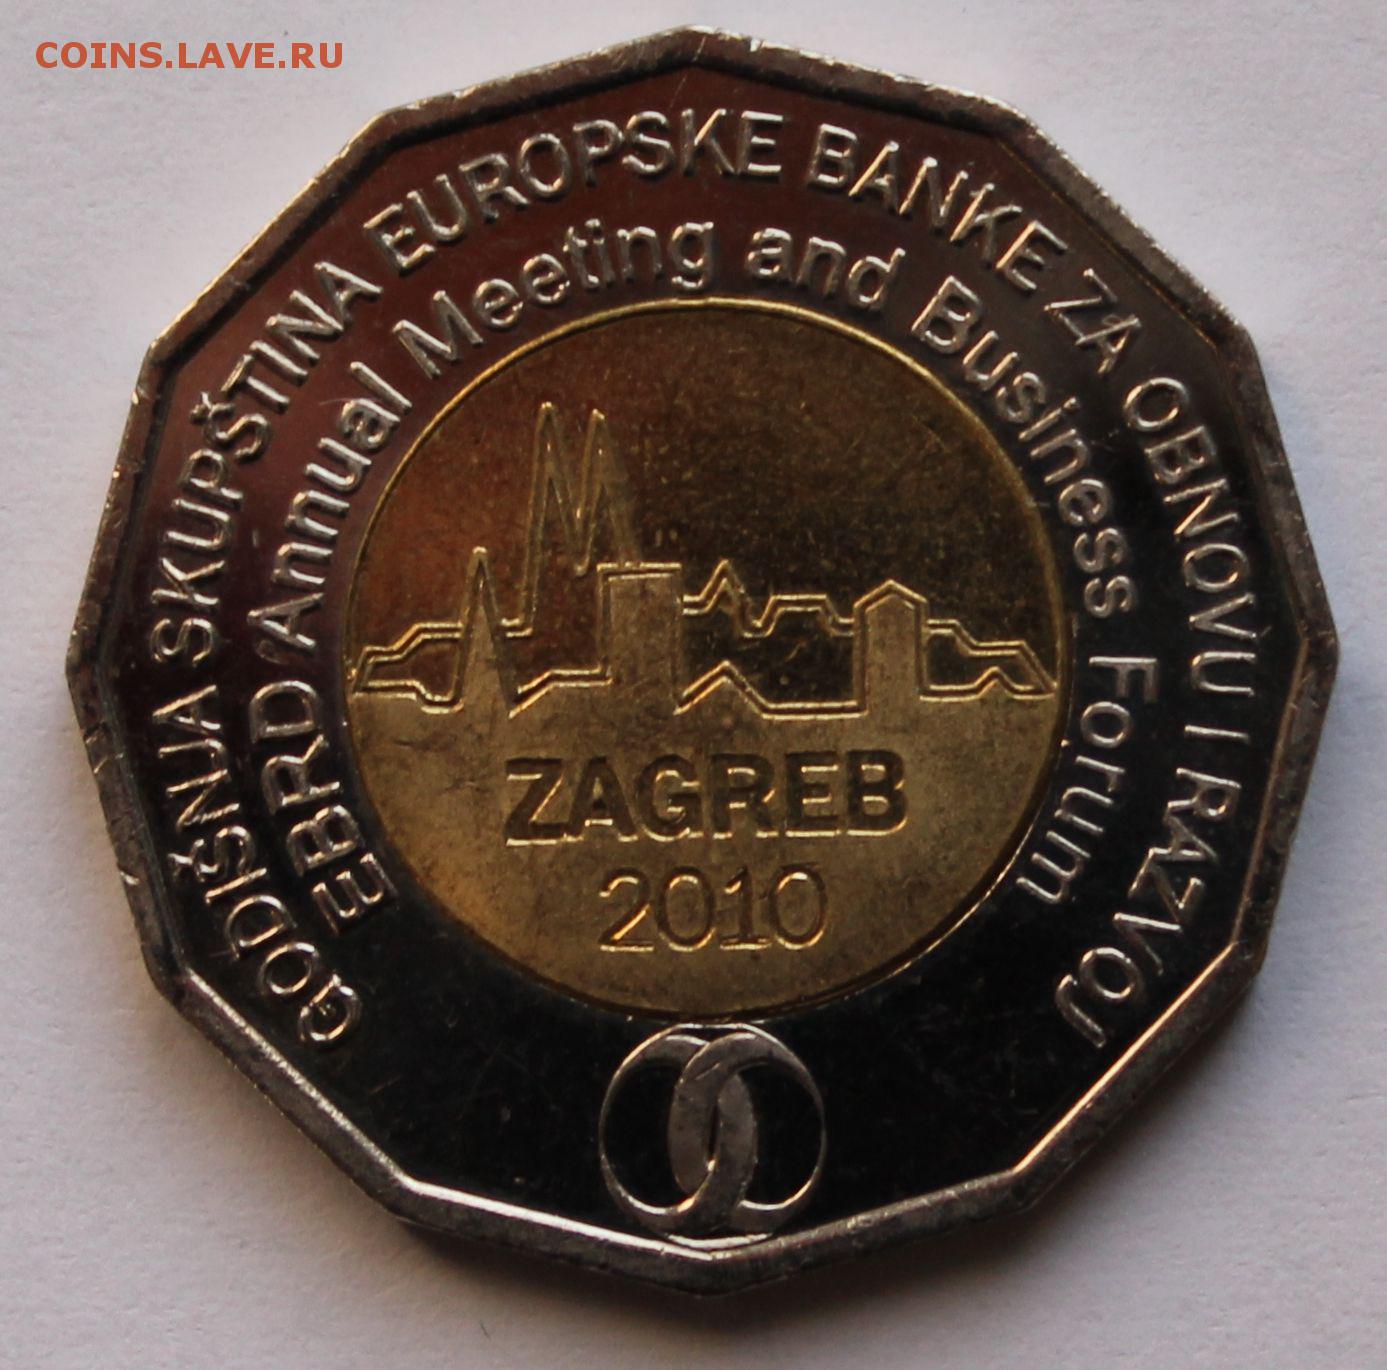 COINS.LAVE.RU
GODIŠNJA SKUPŠTINA EUROPSKE BANKE ZA OBNOVU I RAZVOJ
EBRD Annual Meeting and Business Forum
ZAGREB
2010